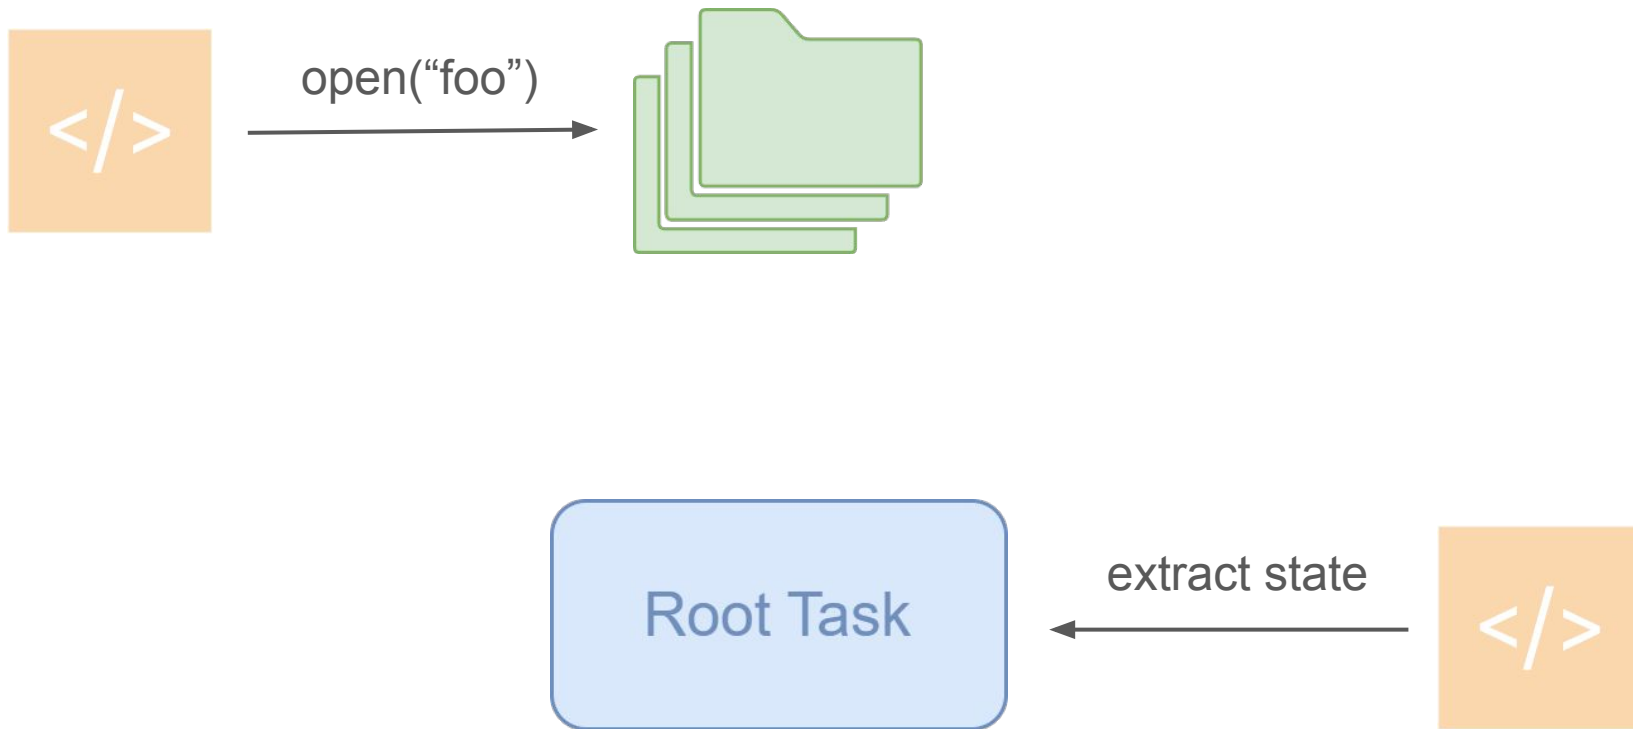 </>
open(“foo”)
Root Task
extract state
</>